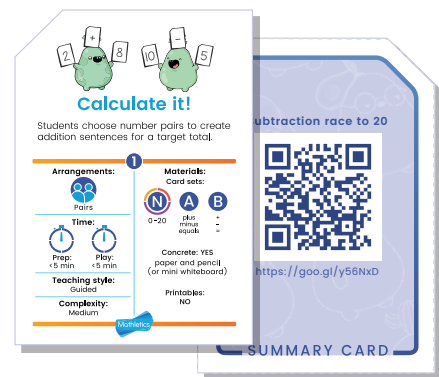 2 + 8 10 - 5
Calculate it!
Students choose number pairs to create
addition sentences for a target total.
1
Arrangements:
Pairs
Time:
Prep:
<5 min
Play:
<5 min
Teaching style:
Guided
Complexity:
Medium
Materials:
Card sets:
N A B
0-20
plus
minus
equals
+
-
=
Concrete: YES
paper and pencil
(or mini whiteboard)
Printables:
NO
Mathletics
ubtraction race to 20
https://goo.gl/y56NxD
SUMMARY CARD